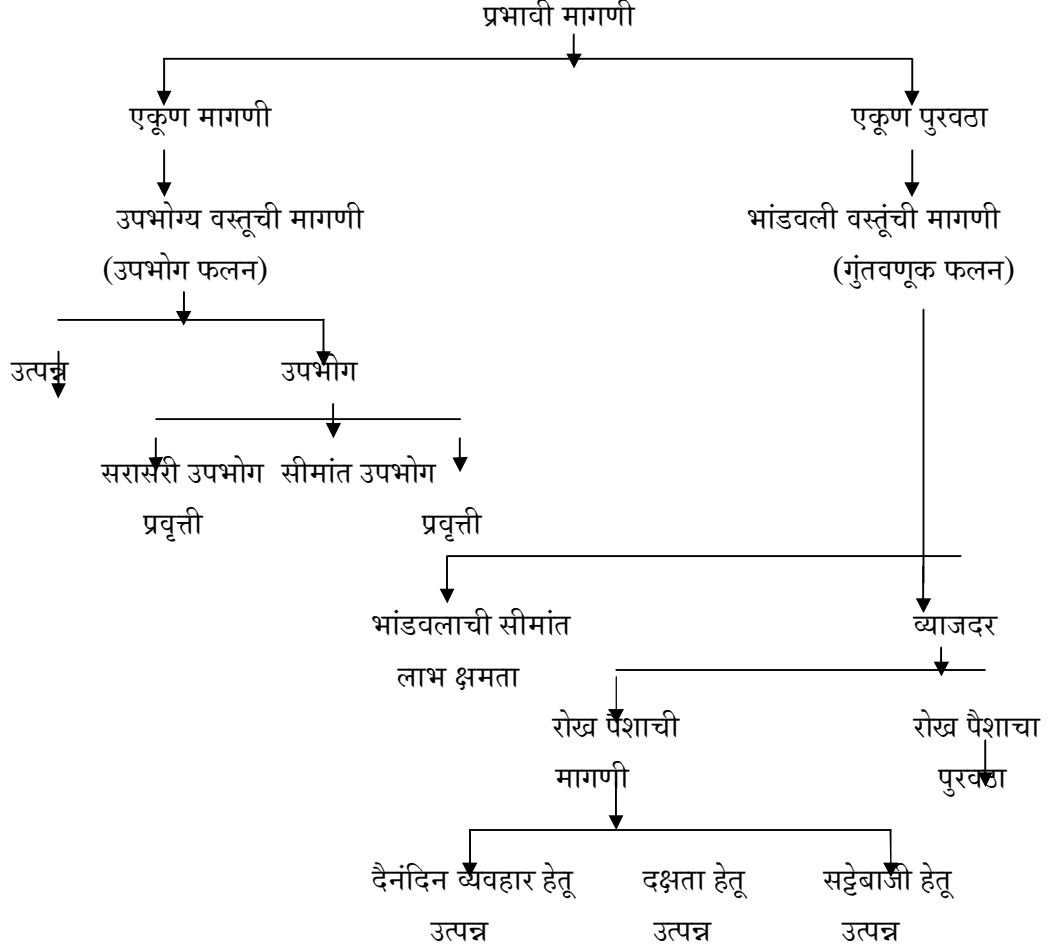 प्रभावी मागणी
एकूण मागणी एकूण पुरवठा
उपभोग्य वस्तूची मागणी भांडवली वस्तूंची मागणी
(उपभोग फलन) (गुंतवणूक फलन)
उत्पन्न उपभोग
सरासरी उपभोग सीमांत उपभोग
प्रवृत्ती प्रवृत्ती
भांडवलाची सीमांत व्याजदर
लाभ क्षमता
रोख पैशाची रोख पैशाचा
मागणी पुरवठा
दैनंदिन व्यवहार हेतू दक्षता हेतू सट्टेबाजी हेतू
उत्पन्न उत्पन्न उत्पन्न